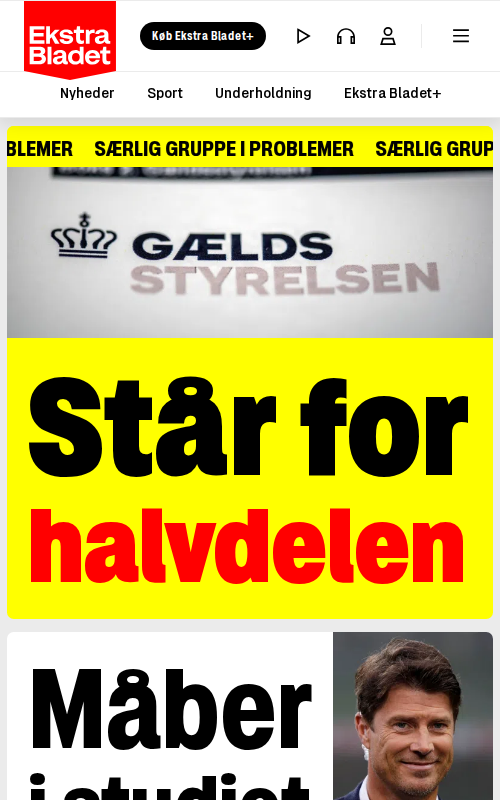 Ekstra
Bladet
Køb Ekstra Bladet+
Nyheder Sport Underholdning Ekstra Bladet+
BLEMER SÆRLIG GRUPPE I PROBLEMER SÆRLIG GRUP
GÆLDS
STYRELSEN
Står for
halvdelen
Måber
i studiet